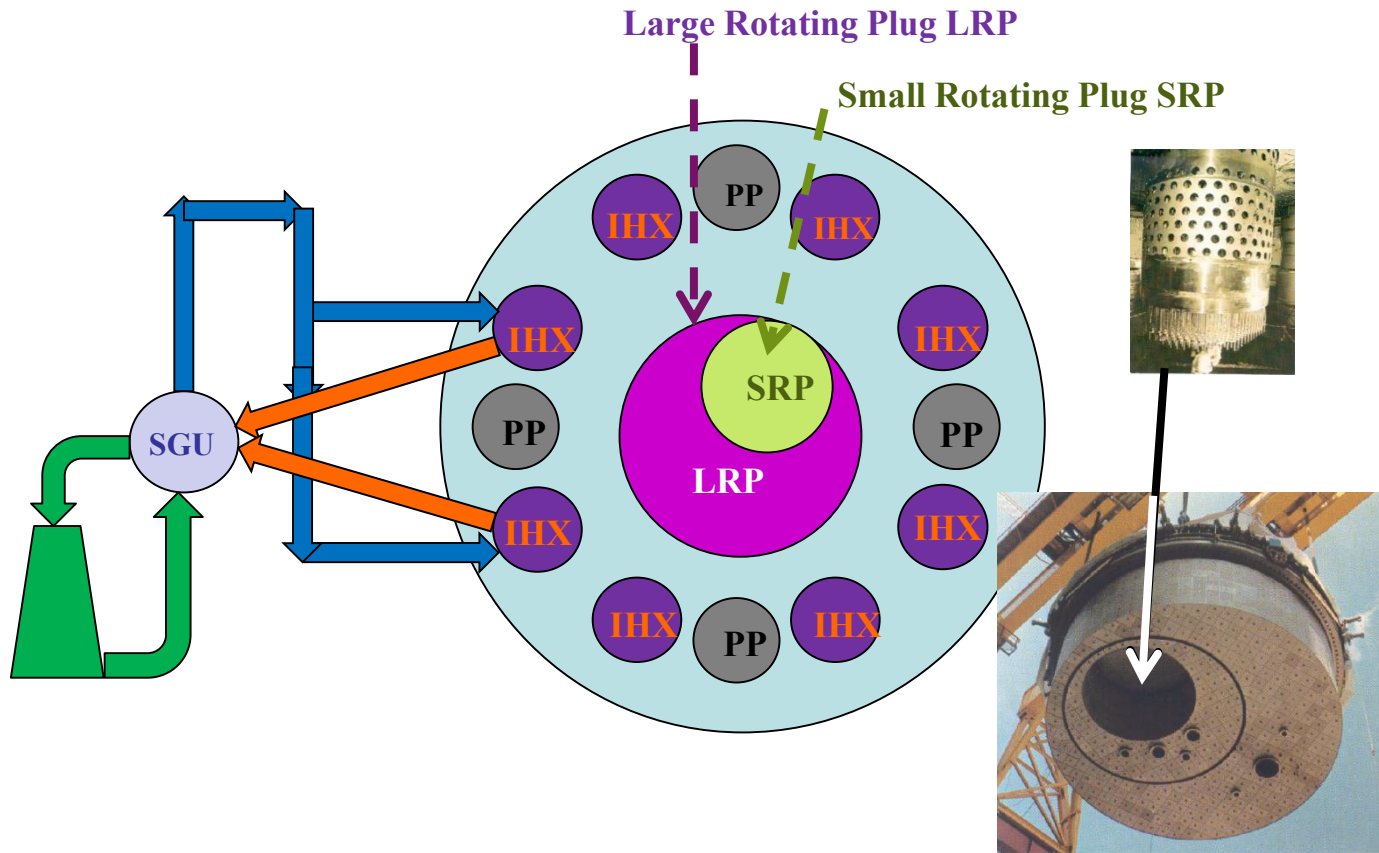 Large Rotating Plug LRP
Small Rotating Plug SRP
PP
IHX
IHX
IHX
IHX
SRP
PP
PP
SGU
LRP
IHX
IHX
IHX
IHX
PP